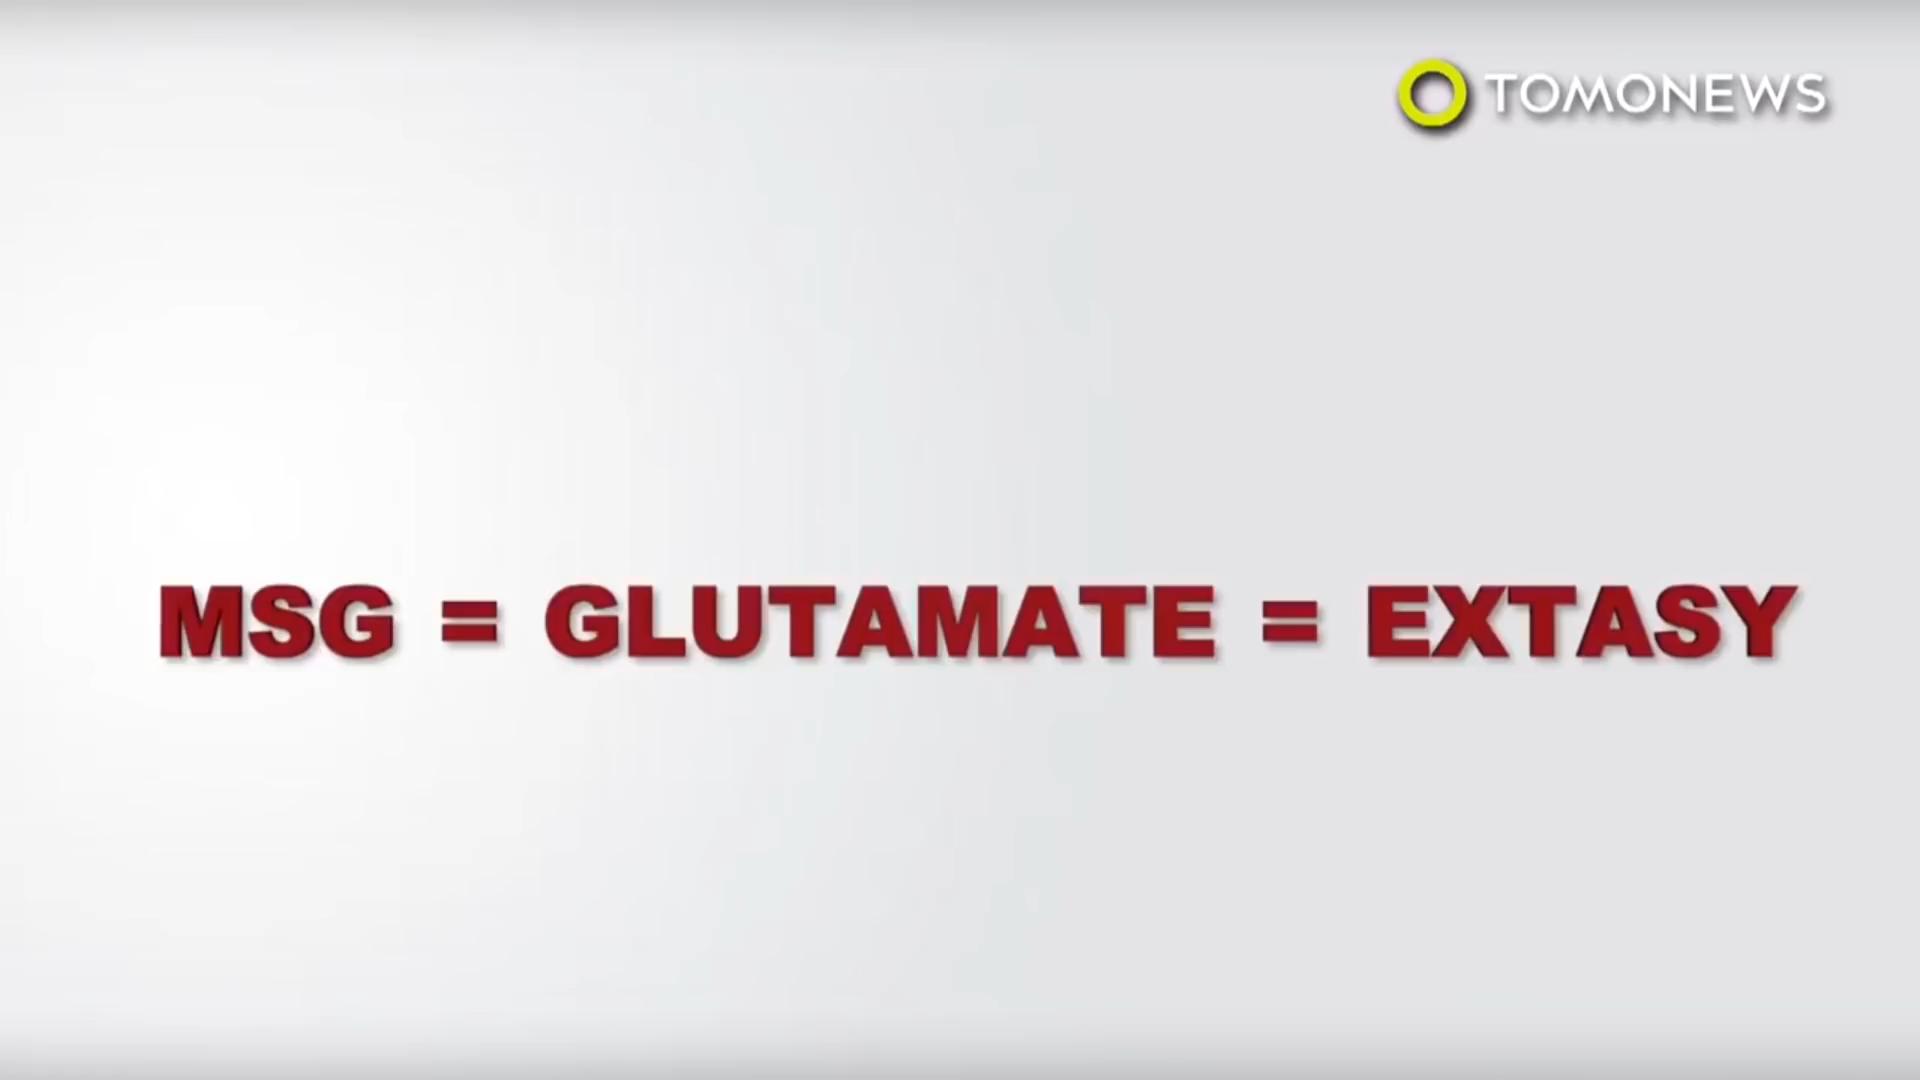 TOMONEWS
MSG = GLUTAMATE = EXTASY